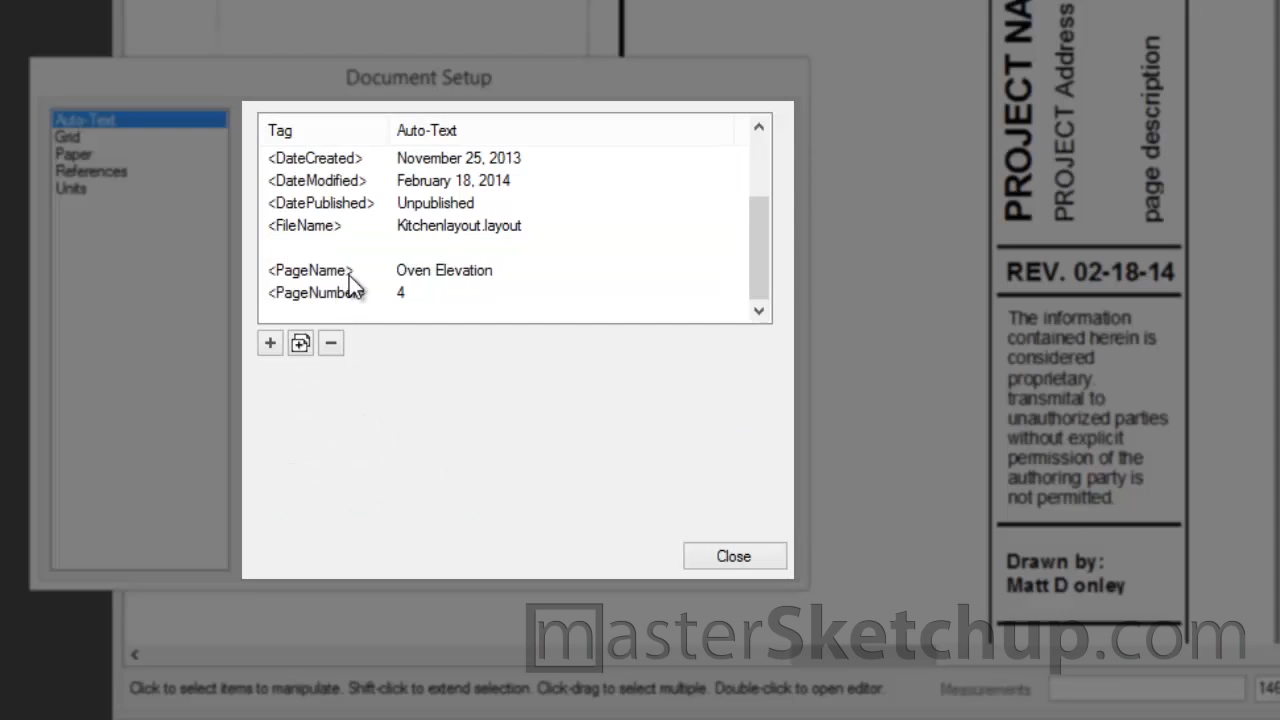 Document Setup
Auto-Text
Grid
Paper
References
Units
Tag Auto-Text
<DateCreated> November 25, 2013
<DateModified> February 18, 2014
<DatePublished> Unpublished
<FileName> Kitchenlayout.layout
<PageName> Oven Elevation
<PageNumber> 4
Close
PROJECT NA
PROJECT Address
page description
REV. 02-18-14
The information
contained herein is
considered
proprietary.
transmital to
unauthorized parties
without explicit
permission of the
authoring party is
not permitted.
Drawn by:
Matt D onley
masterSketchup.com
Click to select items to manipulate. Shift-click to extend selection. Click-drag to select multiple. Double-click to open editor.
Measurements
146